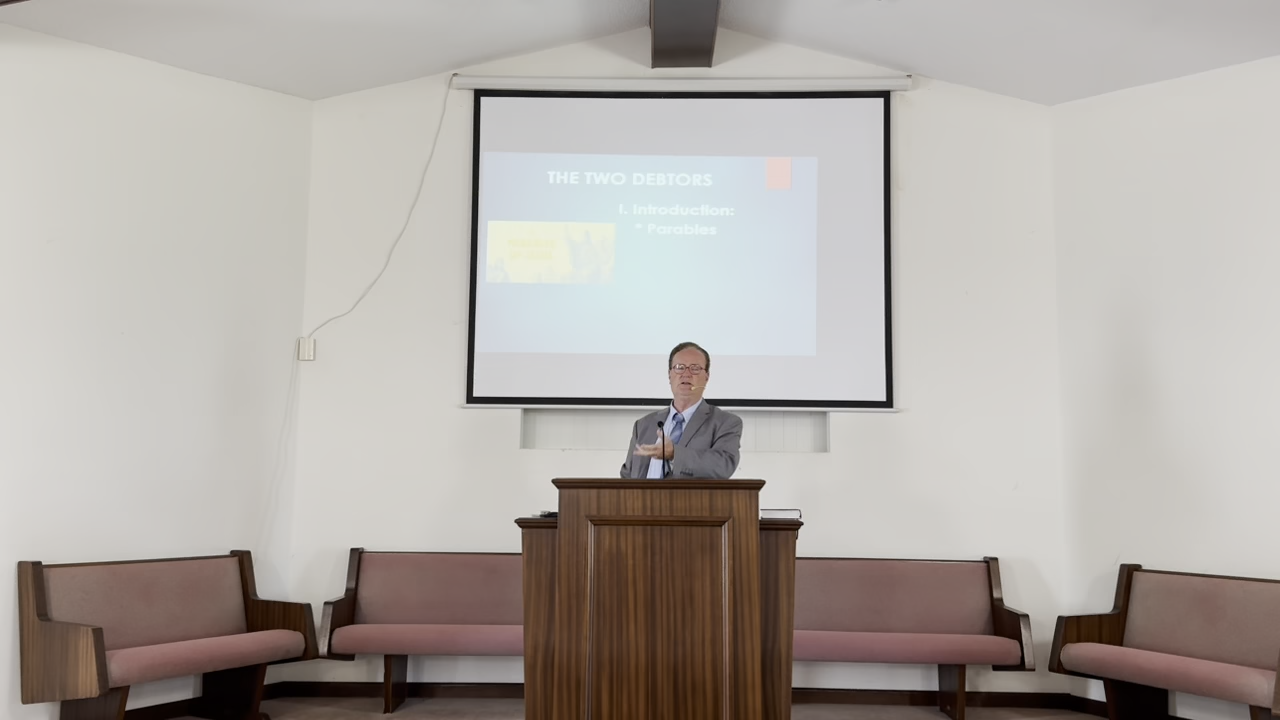 THE TWO DEBTORS
I. Introduction:
* Parables